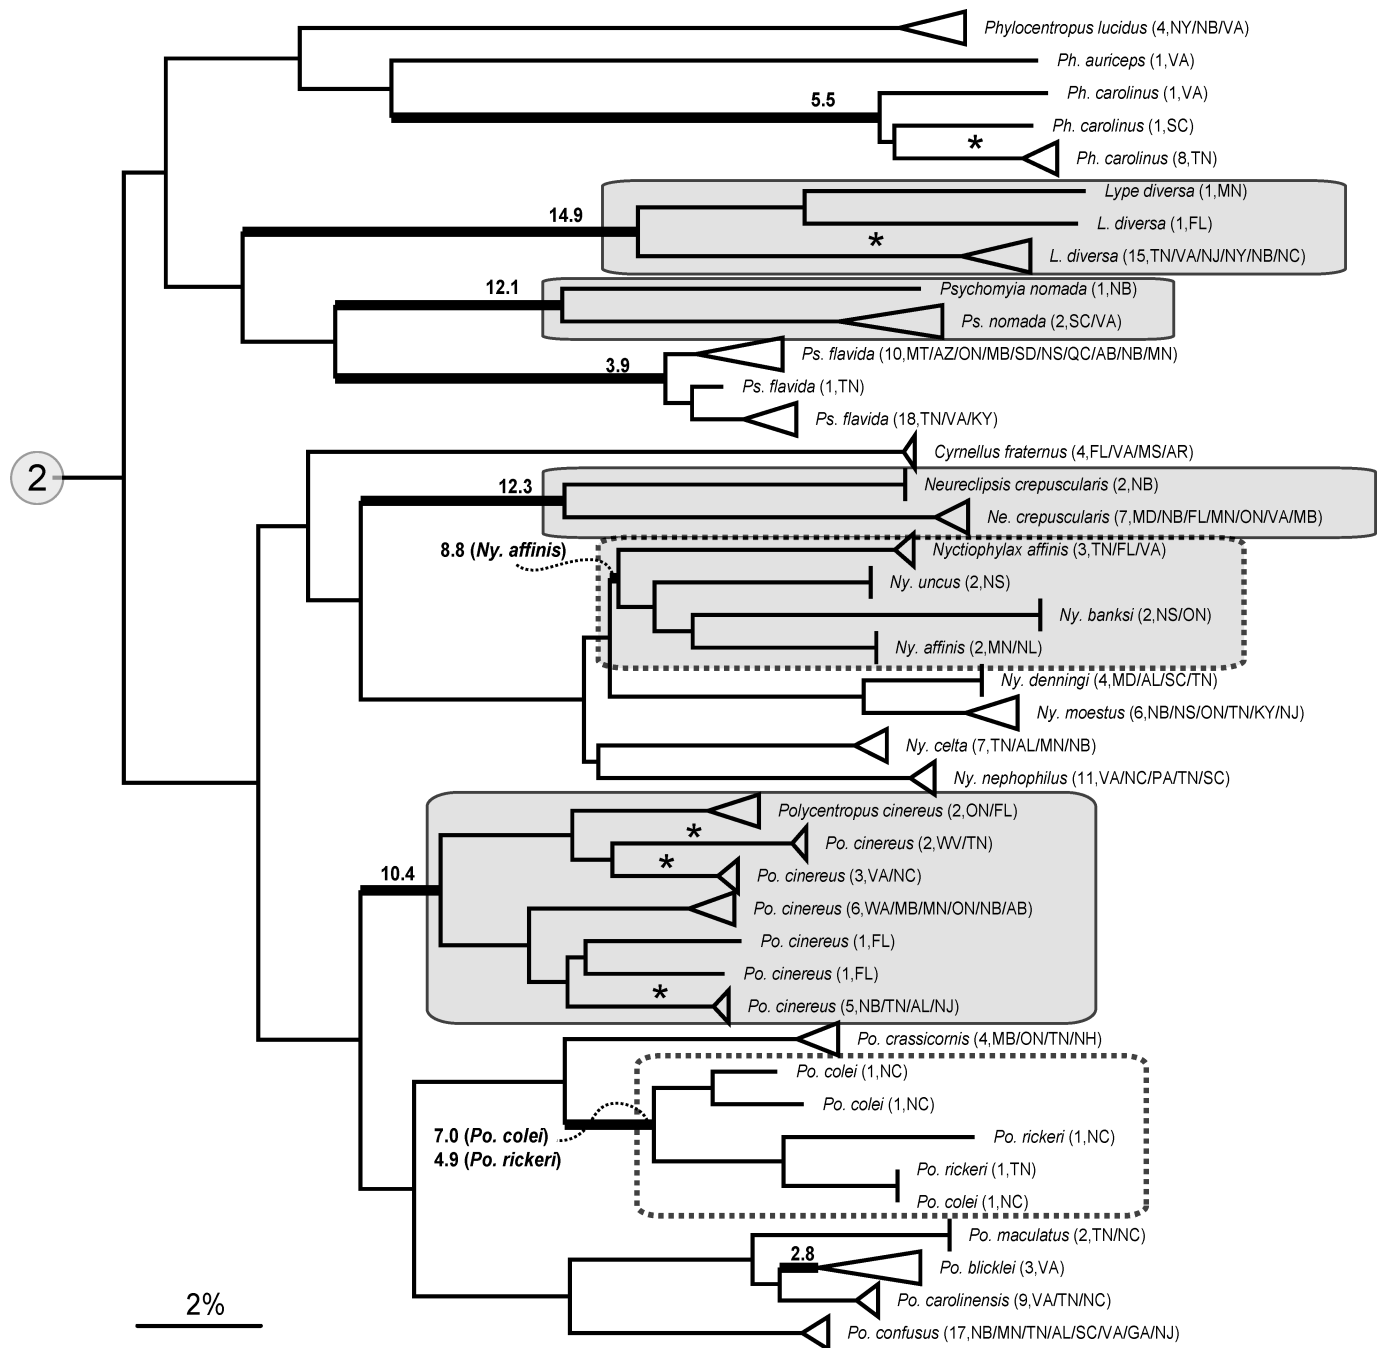 Phylocentropus lucidus (4,NY/NB/VA)
Ph. auriceps (1,VA)
5.5
Ph. carolinus (1,VA)
Ph. carolinus (1,SC)
*
Ph. carolinus (8,TN)
Lype diversa (1,MN)
14.9
L. diversa (1,FL)
*
L. diversa (15,TN/VA/NJ/NY/NB/NC)
12.1
Psychomyia nomada (1,NB)
Ps. nomada (2,SC/VA)
Ps. flavida (10,MT/AZ/ON/MB/SD/NS/QC/AB/NB/MN)
3.9
Ps. flavida (1,TN)
Ps. flavida (18,TN/VA/KY)
Cyrnellus fraternus (4,FL/VA/MS/AR)
2
12.3
Neureclipsis crepuscularis (2,NB)
Ne. crepuscularis (7,MD/NB/FL/MN/ON/VA/MB)
8.8 (Ny. affinis)
Nyctiophylax affinis (3,TN/FL/VA)
Ny. uncus (2,NS)
Ny. banksi (2,NS/ON)
Ny. affinis (2,MN/NL)
Ny. denningi (4,MD/AL/SC/TN)
Ny. moestus (6,NB/NS/ON/TN/KY/NJ)
Ny. celta (7,TN/AL/MN/NB)
Ny. nephophilus (11,VA/NC/PA/TN/SC)
Polycentropus cinereus (2,ON/FL)
*
Po. cinereus (2,WV/TN)
*
10.4
Po. cinereus (3,VA/NC)
Po. cinereus (6,WA/MB/MN/ON/NB/AB)
Po. cinereus (1,FL)
Po. cinereus (1,FL)
*
Po. cinereus (5,NB/TN/AL/NJ)
Po. crassicornis (4,MB/ON/TN/NH)
Po. colei (1,NC)
Po. colei (1,NC)
7.0 (Po. colei)
4.9 (Po. rickeri)
Po. rickeri (1,NC)
Po. rickeri (1,TN)
Po. colei (1,NC)
Po. maculatus (2,TN/NC)
2.8
Po. blicklei (3,VA)
Po. carolinensis (9,VA/TN/NC)
2%
Po. confusus (17,NB/MN/TN/AL/SC/VA/GA/NJ)